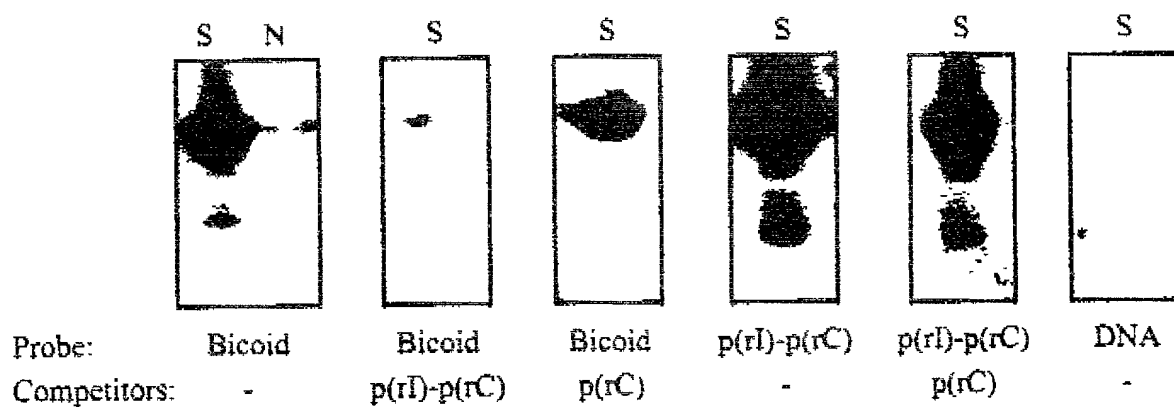 S N S S S S S
Probe: Bicoid Bicoid Bicoid p(rI)-p(rC) p(rI)-p(rC) DNA
Competitors: - p(rI)-p(rC) p(rC) - p(rC) -